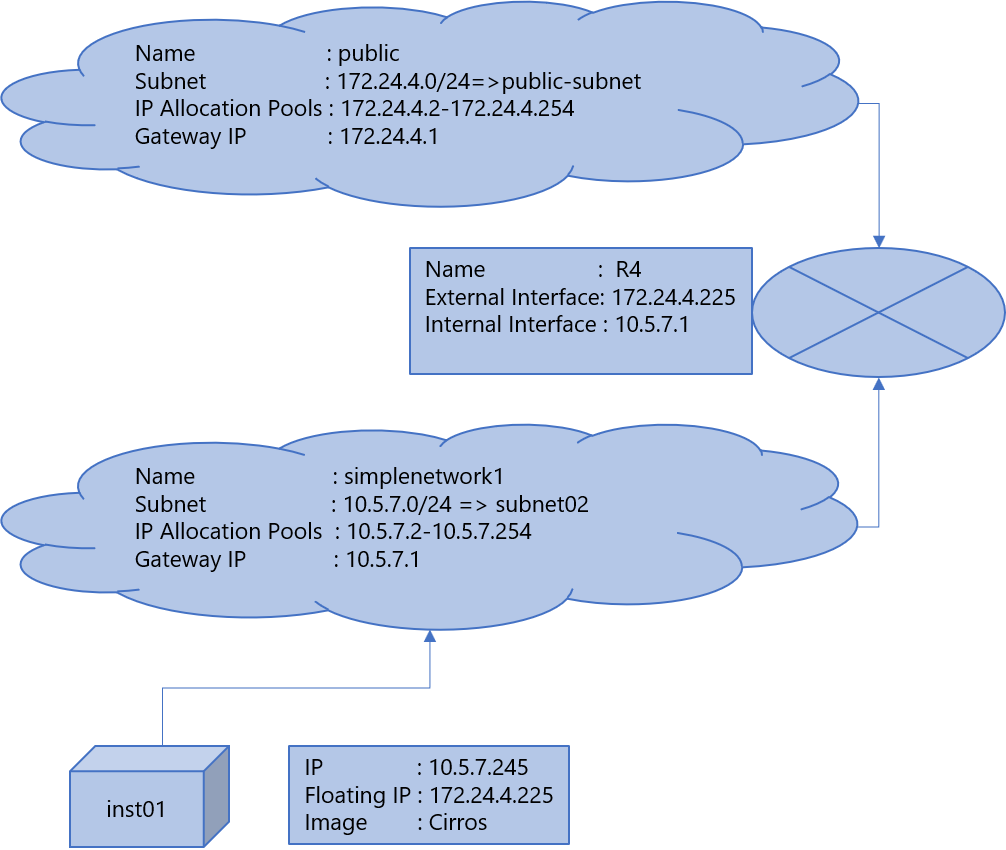 Name : public
Subnet : 172.24.4.0/24=>public-subnet
IP Allocation Pools : 172.24.4.2-172.24.4.254
Gateway IP : 172.24.4.1
Name : R4
External Interface: 172.24.4.225
Internal Interface : 10.5.7.1
Name : simplenetwork1
Subnet : 10.5.7.0/24 => subnet02
IP Allocation Pools : 10.5.7.2-10.5.7.254
Gateway IP : 10.5.7.1
inst01
IP : 10.5.7.245
Floating IP : 172.24.4.225
Image : Cirros